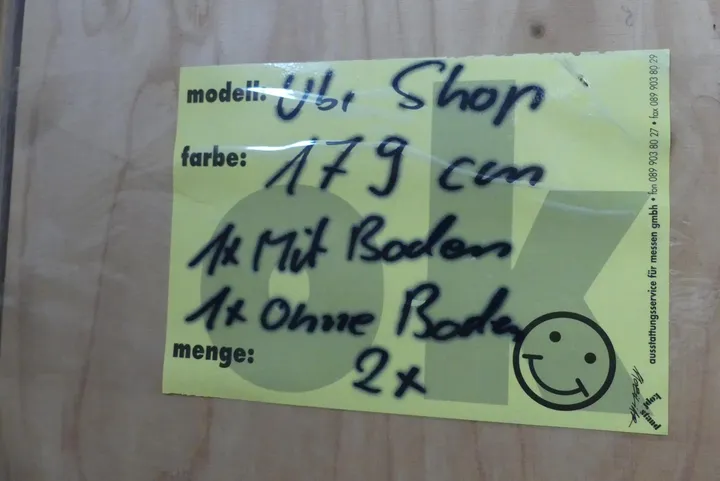 modell: Ubi Shop
farbe: 179 cm
1x Mit Boden
1x Ohne Boden
menge: 2x
ok
ausstattungsservice für messen gmbh • fon 089 903 80 27 • fax 089 903 80 29